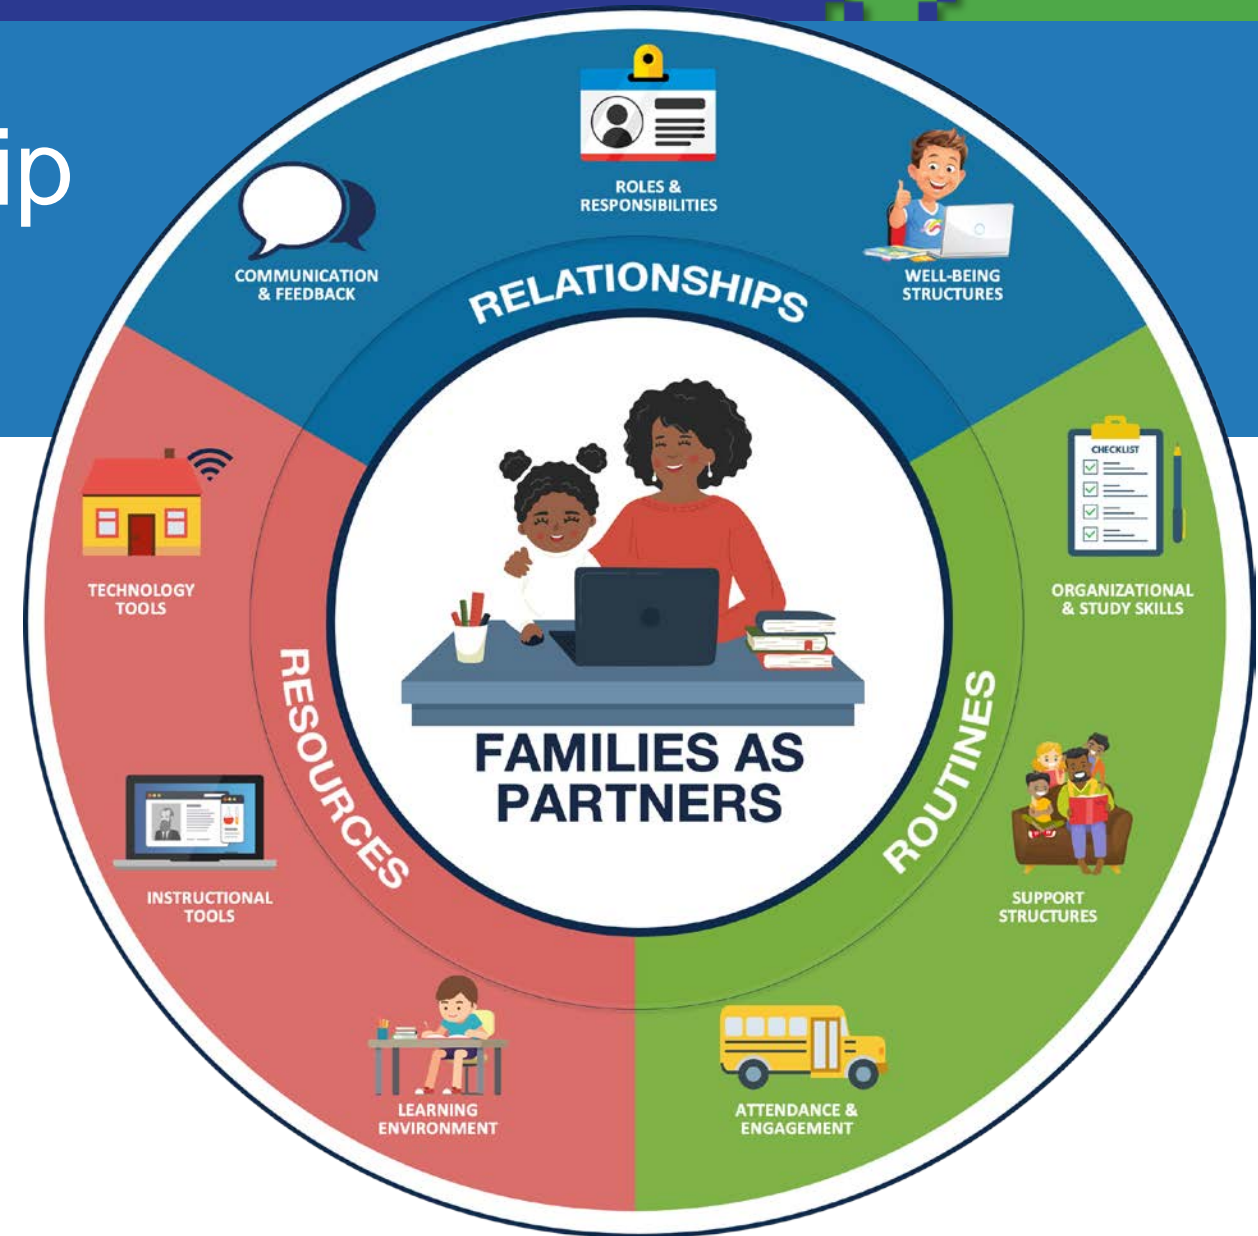 ip
ROLES &
RESPONSIBILITIES
COMMUNICATION
& FEEDBACK
WELL-BEING
STRUCTURES
RELATIONSHIPS
CHECKLIST
ORGANIZATIONAL
& STUDY SKILLS
TECHNOLOGY
TOOLS
RESOURCES
ROUTINES
FAMILIES AS
PARTNERS
INSTRUCTIONAL
TOOLS
SUPPORT
STRUCTURES
LEARNING
ENVIRONMENT
ATTENDANCE &
ENGAGEMENT